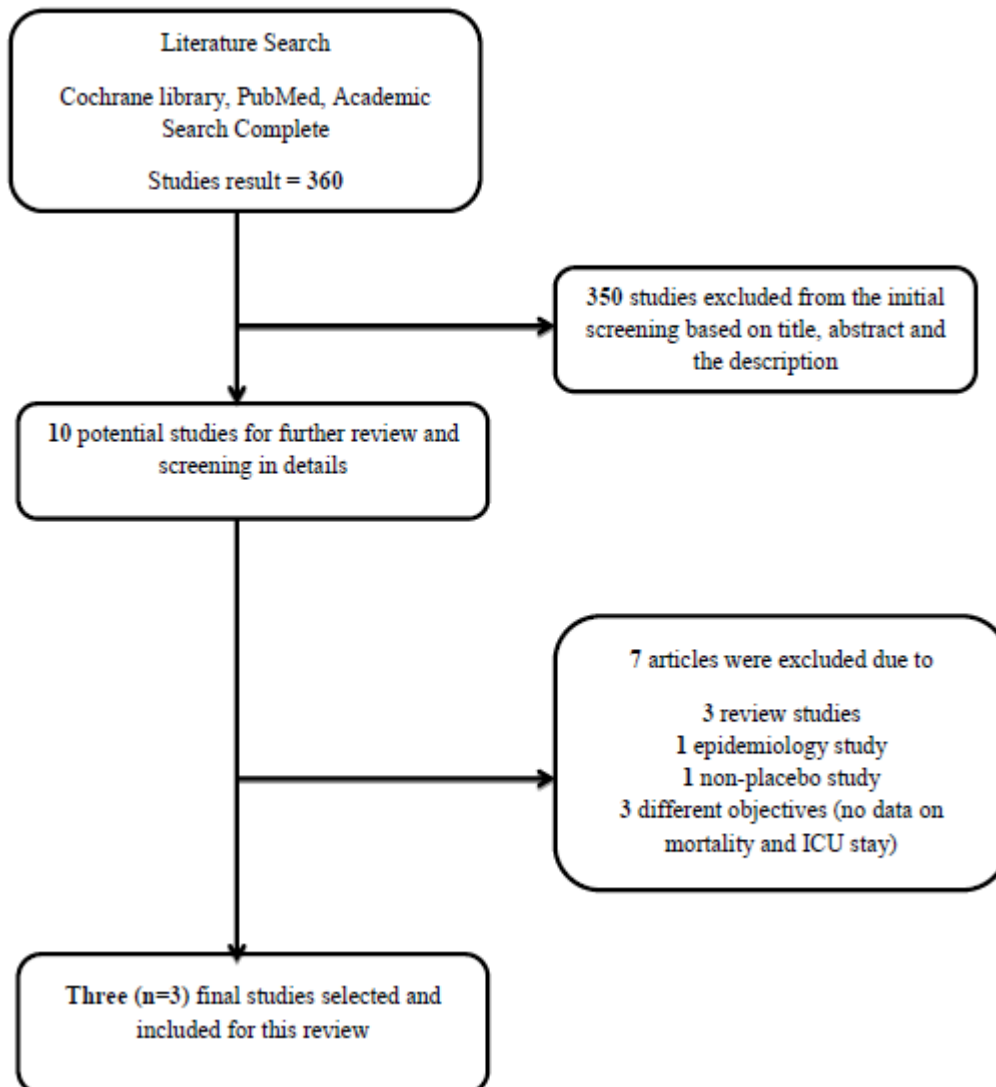 Literature Search
Cochrane library, PubMed, Academic
Search Complete
Studies result = 360
350 studies excluded from the initial
screening based on title, abstract and
the description
10 potential studies for further review and
screening in details
7 articles were excluded due to
3 review studies
1 epidemiology study
1 non-placebo study
3 different objectives (no data on
mortality and ICU stay)
Three (n=3) final studies selected and
included for this review